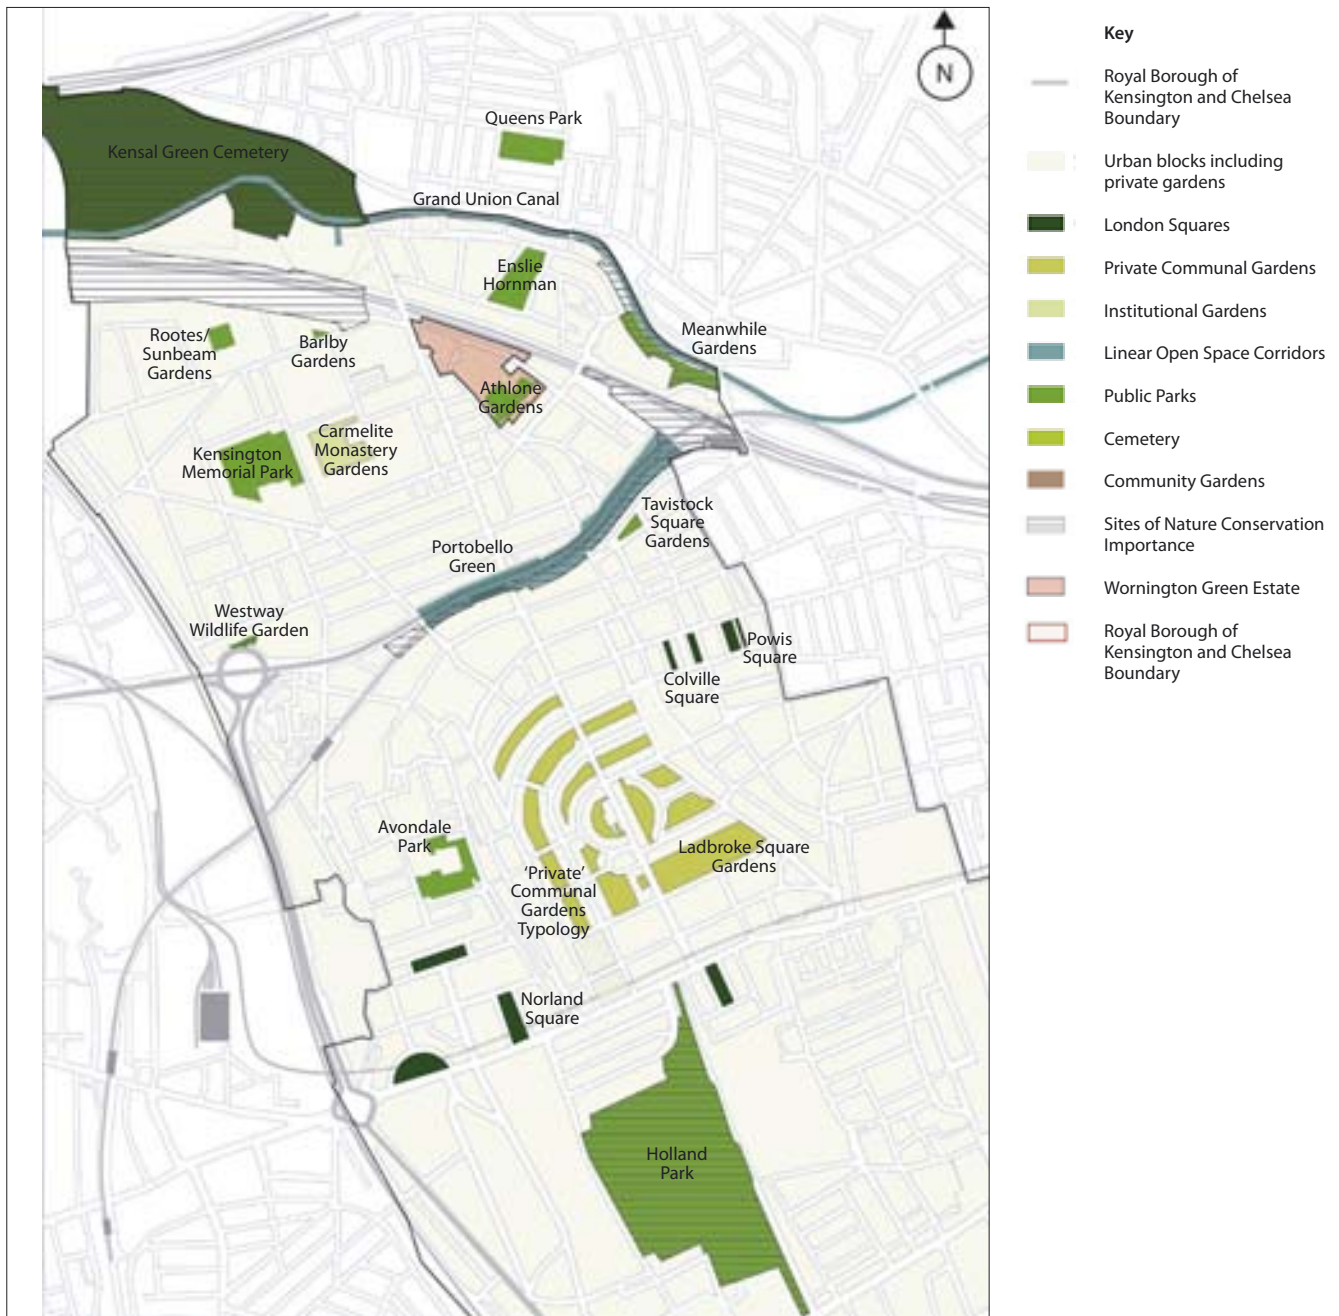 N
Queens Park
Kensal Green Cemetery
Grand Union Canal
Enslie
Hornman
Meanwhile
Gardens
Rootes/
Sunbeam
Gardens
Barlby
Gardens
Athlone
Gardens
Carmelite
Monastery
Gardens
Kensington
Memorial Park
Tavistock
Square
Gardens
Portobello
Green
Westway
Wildlife Garden
Powis
Square
Colville
Square
Avondale
Park
Ladbroke Square
Gardens
'Private'
Communal
Gardens
Typology
Norland
Square
Holland
Park
Key
Royal Borough of
Kensington and Chelsea
Boundary
Urban blocks including
private gardens
London Squares
Private Communal Gardens
Institutional Gardens
Linear Open Space Corridors
Public Parks
Cemetery
Community Gardens
Sites of Nature Conservation
Importance
Wornington Green Estate
Royal Borough of
Kensington and Chelsea
Boundary